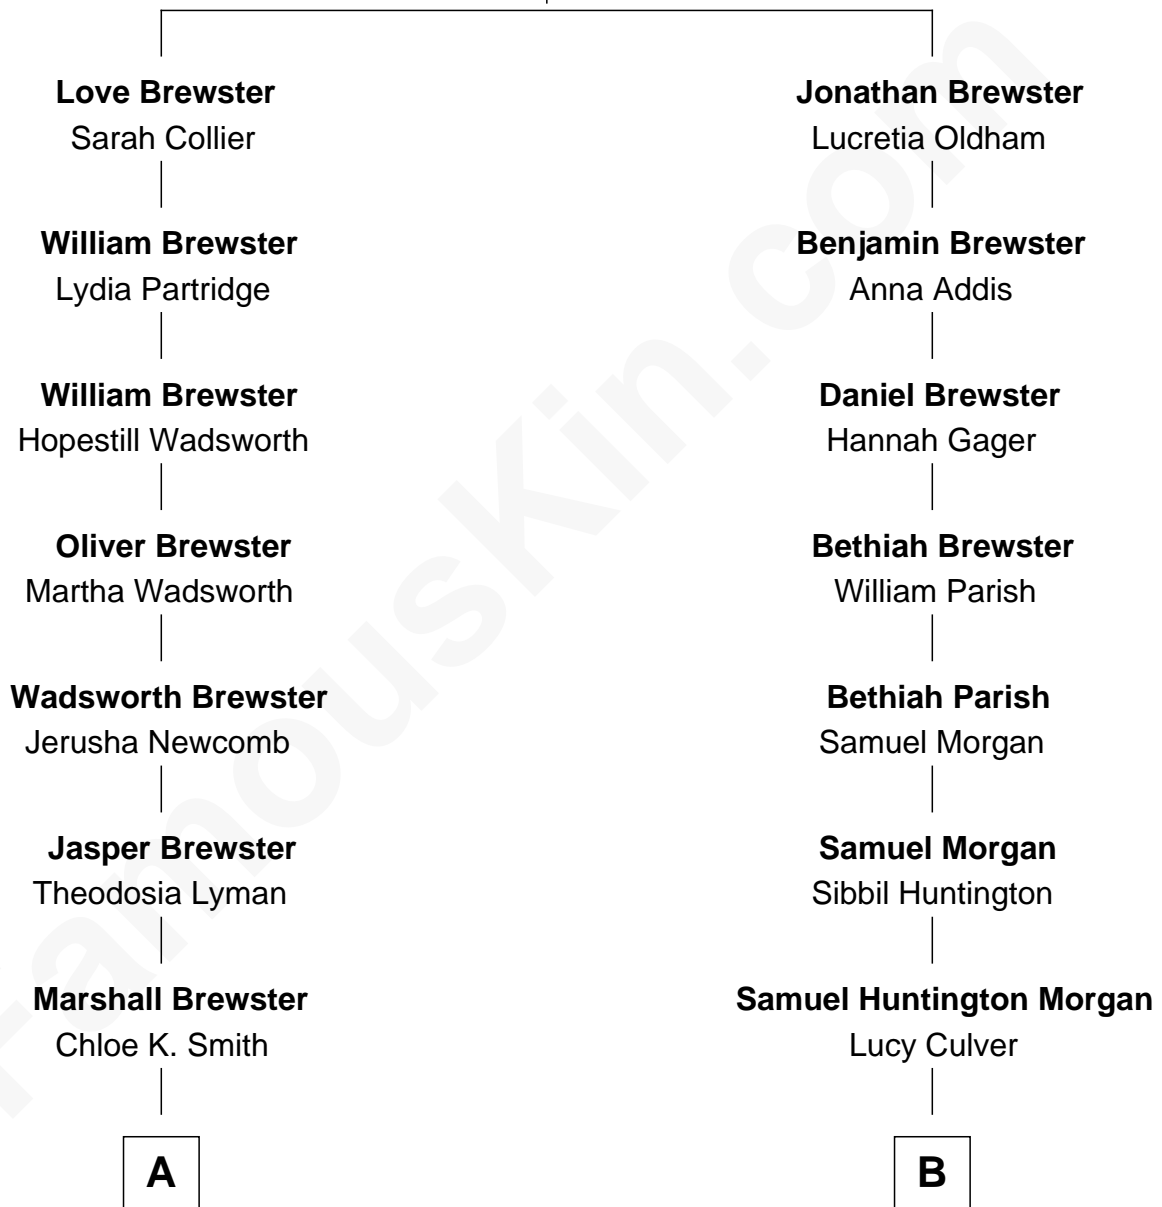 Love Brewster
Sarah Collier
William Brewster
Lydia Partridge
William Brewster
Hopestill Wadsworth
Oliver Brewster
Martha Wadsworth
Wadsworth Brewster
Jerusha Newcomb
Jasper Brewster
Theodosia Lyman
Marshall Brewster
Chloe K. Smith
A
Jonathan Brewster
Lucretia Oldham
Benjamin Brewster
Anna Addis
Daniel Brewster
Hannah Gager
Bethiah Brewster
William Parish
Bethiah Parish
Samuel Morgan
Samuel Morgan
Sibbil Huntington
Samuel Huntington Morgan
Lucy Culver
B
FamousKin.com